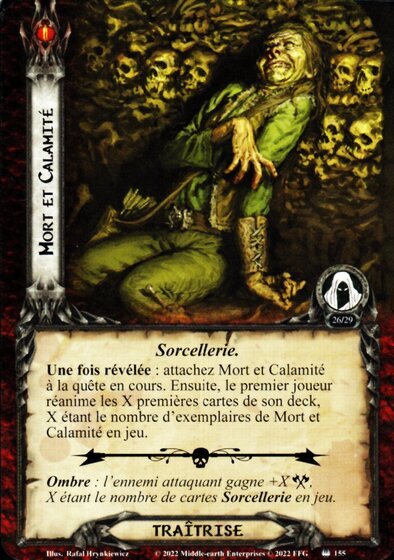 MORT ET CALAMITÉ
26/29
Sorcellerie.
Une fois révélée : attachez Mort et Calamité
à la quête en cours. Ensuite, le premier joueur
réanime les X premières cartes de son deck,
X étant le nombre d'exemplaires de Mort et
Calamité en jeu.
Ombre : l'ennemi attaquant gagne +X.
X étant le nombre de cartes Sorcellerie en jeu.
TRAÎTRISE
Illus. Rafał Hrynkiewicz © 2022 Middle-earth Enterprises © 2022 FFG 155